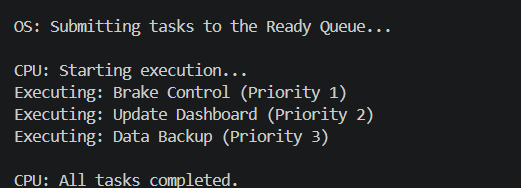 OS: Submitting tasks to the Ready Queue...
CPU: Starting execution...
Executing: Brake Control (Priority 1)
Executing: Update Dashboard (Priority 2)
Executing: Data Backup (Priority 3)
CPU: All tasks completed.